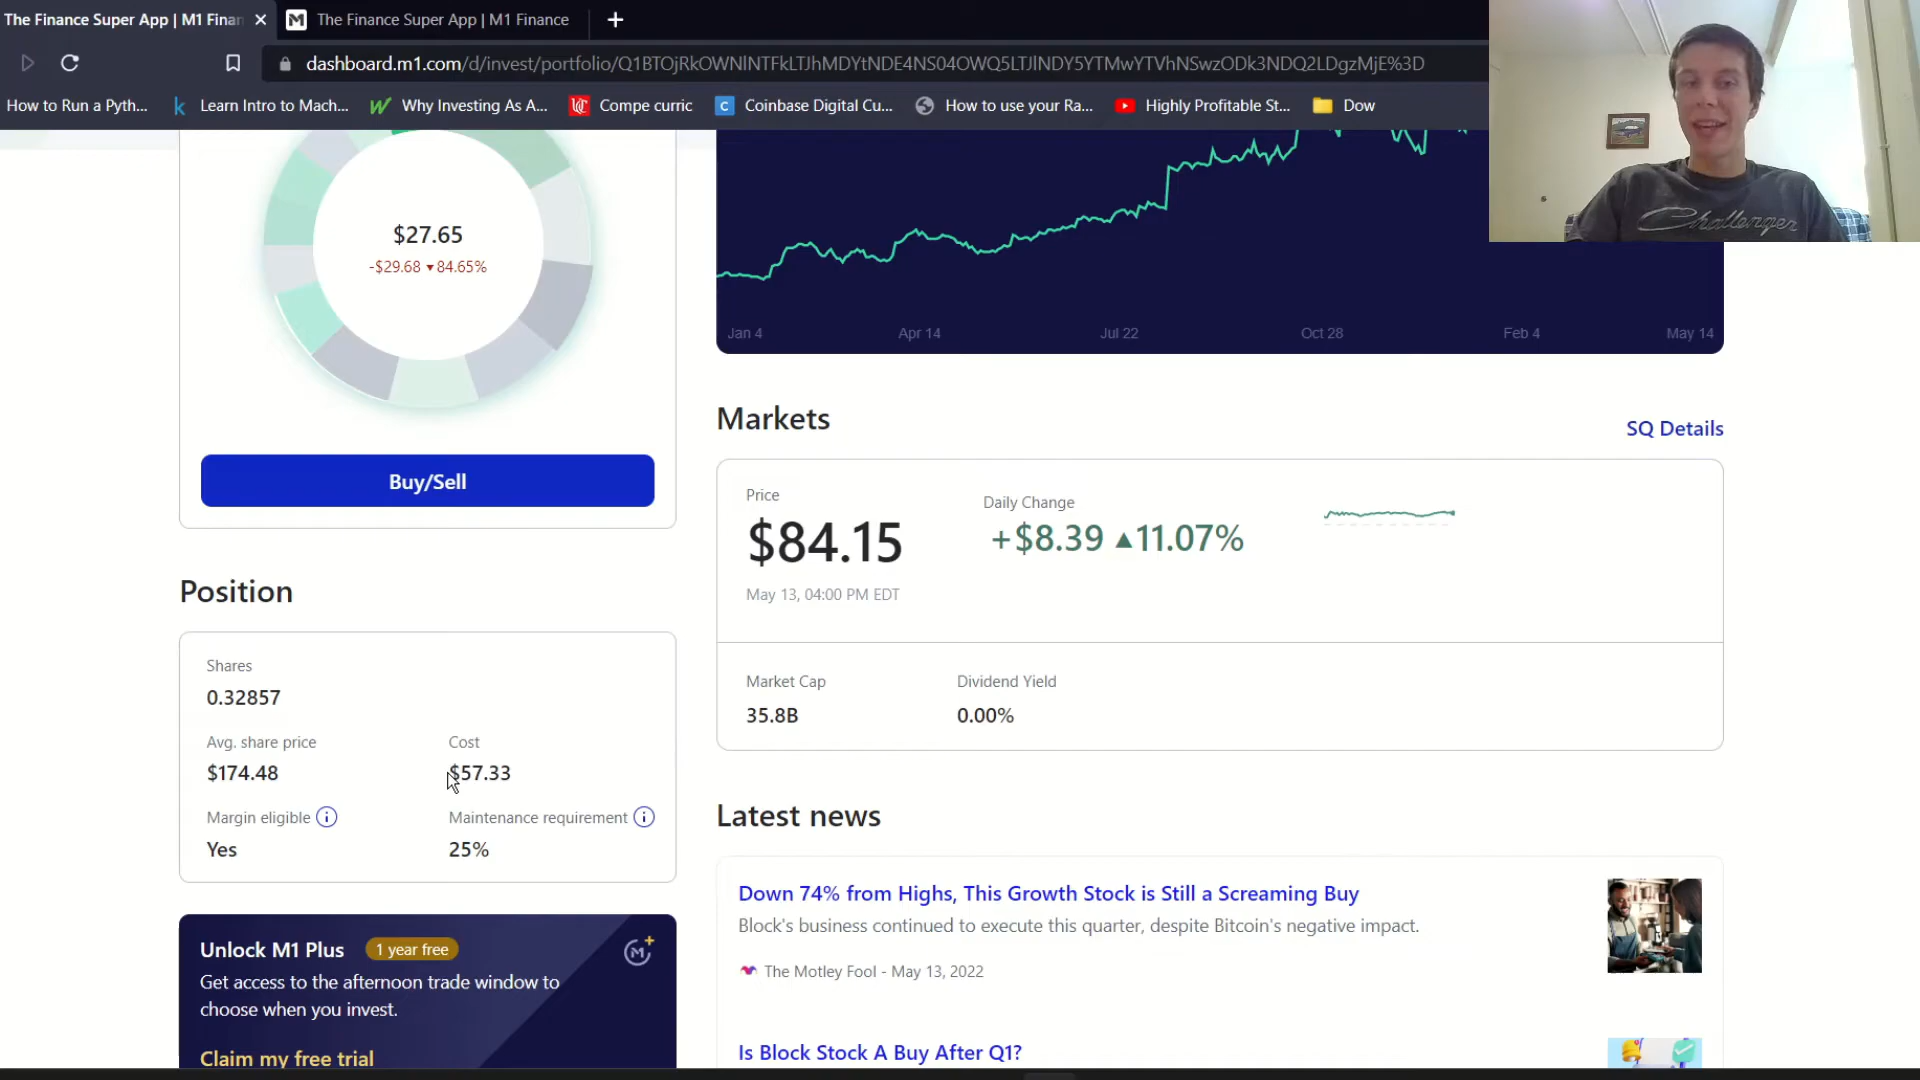 The Finance Super App | M1 Finan
The Finance Super App | M1 Finance
dashboard.m1.com/d/invest/portfolio/Q1BTOjRkOWNlNTFkLTJhMDYtNDE4NS04OWQ5LTJlNDY5YTMwYTVhNSwzODk3NDQ2LDgzMjE%3D
How to Run a Pyth...
Learn Intro to Mach...
Why Investing As A...
Compe curric
Coinbase Digital Cu...
How to use your Ra...
Highly Profitable St...
Dow
Challenger
$27.65
-$29.68 ▾ 84.65%
Buy/Sell
Jan 4
Apr 14
Jul 22
Oct 28
Feb 4
May 14
Markets
SQ Details
Price
$84.15
May 13, 04:00 PM EDT
Daily Change
+$8.39 ▲11.07%
Market Cap
35.8B
Dividend Yield
0.00%
Position
Shares
0.32857
Avg. share price
$174.48
Cost
$57.33
Margin eligible
Yes
Maintenance requirement
25%
Unlock M1 Plus
1 year free
Get access to the afternoon trade window to
choose when you invest.
Claim my free trial
Latest news
Down 74% from Highs, This Growth Stock is Still a Screaming Buy
Block's business continued to execute this quarter, despite Bitcoin's negative impact.
The Motley Fool - May 13, 2022
Is Block Stock A Buy After Q1?